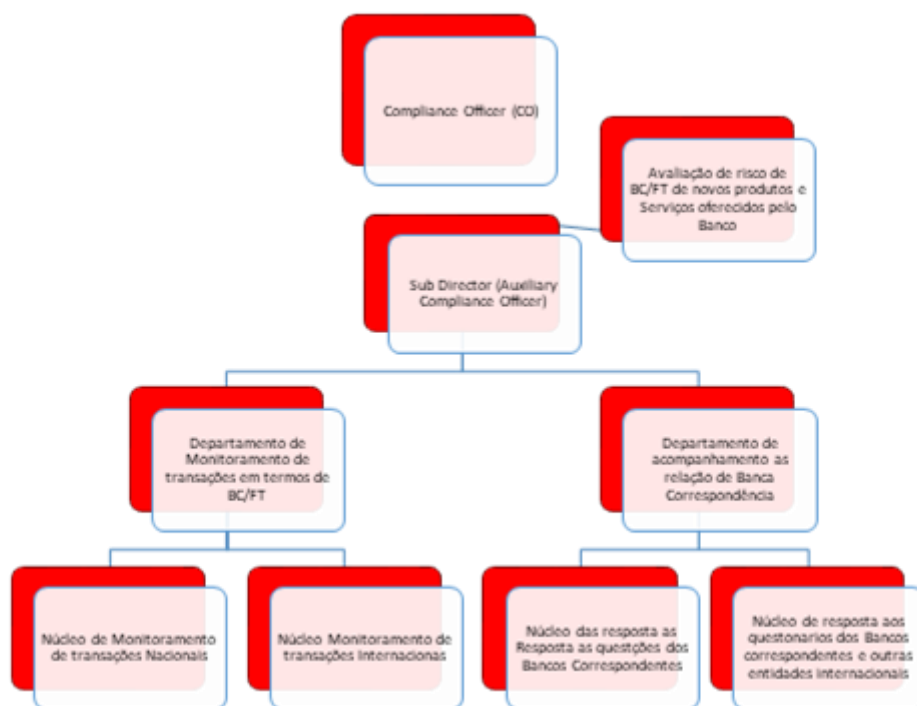 Compliance Officer (CO)
Avaliação de risco de
BC/FT de novos produtos e
Serviços oferecidos pelo
Banco
Sub Director (Auxiliary
Compliance Officer)
Departamento de
Monitoramento de
transações em termos de
BC/FT
Departamento de
acompanhamento as
relação de Banca
Correspondência
Núcleo de Monitoramento
de transações Nacionais
Núcleo Monitoramento de
transações Internacionas
Núcleo das resposta as
Resposta as questções dos
Bancos Correspondentes
Núcleo de resposta aos
questonarios dos Bancos
correspondentes e outras
entidades Internacionais